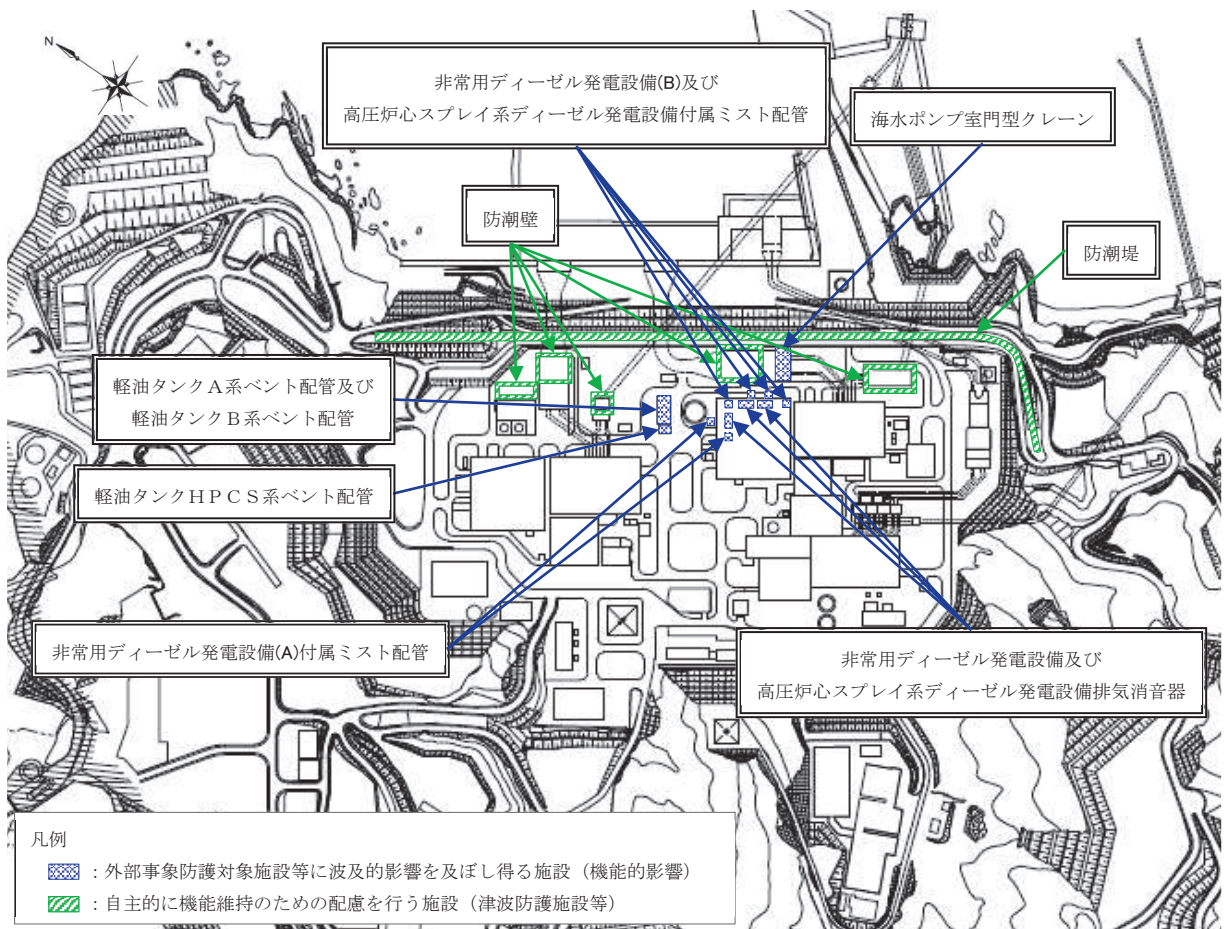 N
非常用ディーゼル発電設備(B)及び
高圧炉心スプレイ系ディーゼル発電設備付属ミスト配管
海水ポンプ室門型クレーン
防潮壁
防潮堤
軽油タンクA系ベント配管及び
軽油タンクB系ベント配管
軽油タンクHPCS系ベント配管
非常用ディーゼル発電設備(A)付属ミスト配管
非常用ディーゼル発電設備及び
高圧炉心スプレイ系ディーゼル発電設備排気消音器
凡例
：外部事象防護対象施設等に波及的影響を及ぼし得る施設（機能的影響）
：自主的に機能維持のための配慮を行う施設（津波防護施設等）